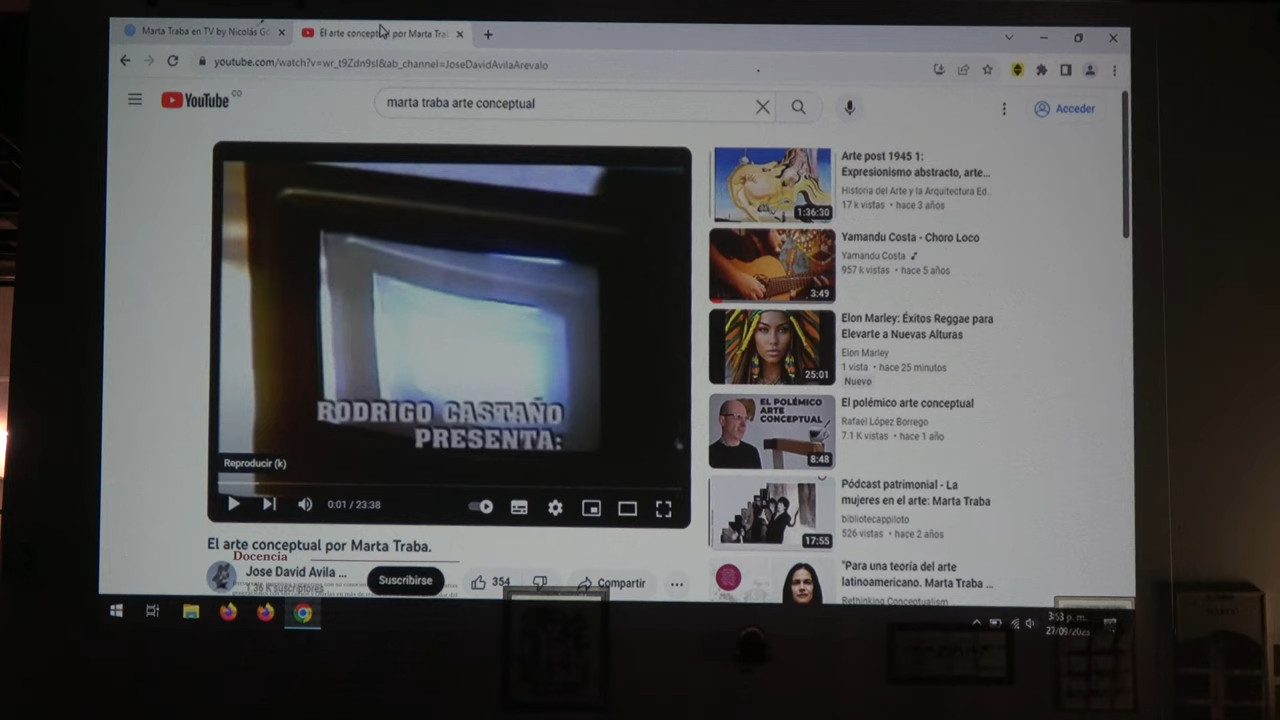 Marta Traba en TV by Nicolás Gó
El arte conceptual por Marta Tra
youtube.com/watch?v=wr_t9Zdn9sI&ab_channel=JoseDavidAvilaArevalo
YouTube CO
marta traba arte conceptual
Acceder
RODRIGO CASTAÑO
PRESENTA:
Reproducir (k)
0:01 / 23:38
El arte conceptual por Marta Traba.
Docencia
Jose David Avila ...
1.36 K suscriptores
Suscribirse
354
Compartir
Arte post 1945 1:
Expresionismo abstracto, arte...
Historia del Arte y la Arquitectura Ed...
17 k vistas • hace 3 años
1:36:30
Yamandu Costa - Choro Loco
Yamandu Costa
957 k vistas • hace 5 años
3:49
Elon Marley: Éxitos Reggae para
Elevarte a Nuevas Alturas
Elon Marley
1 vista • hace 25 minutos
Nuevo
25:01
EL POLÉMICO
ARTE
CONCEPTUAL
8:48
El polémico arte conceptual
Rafael López Borrego
7.1 K vistas • hace 1 año
Pódcast patrimonial - La
mujeres en el arte: Marta Traba
bibliotecappiloto
526 vistas • hace 2 años
17:55
"Para una teoría del arte
latinoamericano. Marta Traba ...
Rethinking Conceptualism
3:53 p. m.
27/09/2023